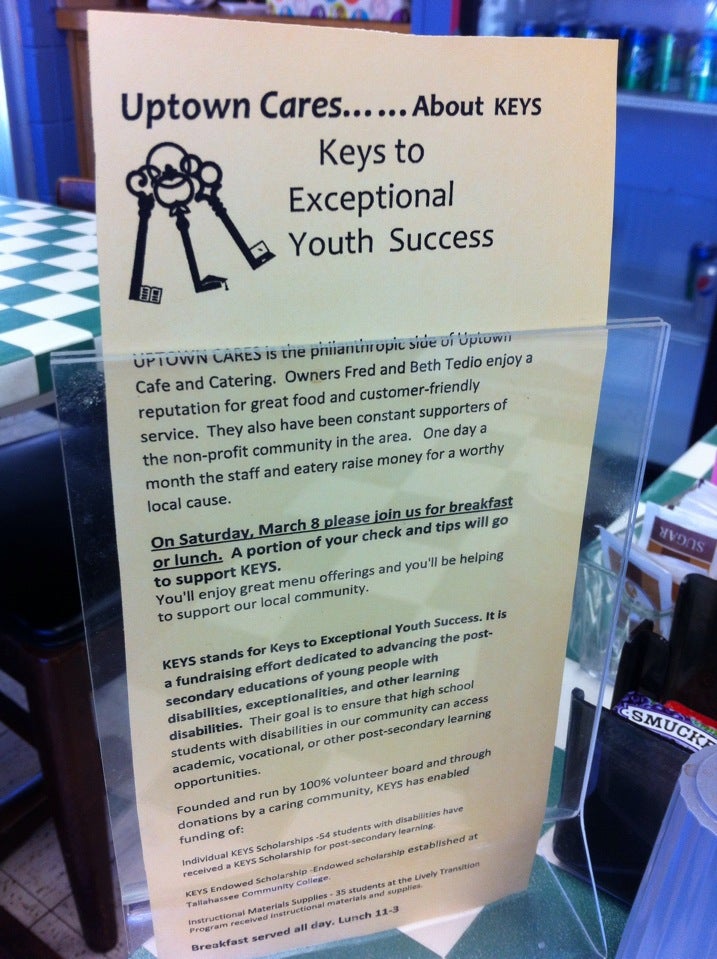 Uptown Cares......About KEYS
Keys to
Exceptional
Youth Success
UPTOWN CARES is the philanthropic side of Uptown
Cafe and Catering. Owners Fred and Beth Tedio enjoy a
reputation for great food and customer-friendly
service. They also have been constant supporters of
the non-profit community in the area. One day a
month the staff and eatery raise money for a worthy
local cause.
On Saturday, March 8 please join us for breakfast
or lunch. A portion of your check and tips will go
to support KEYS.
You'll enjoy great menu offerings and you'll be helping
to support our local community.
KEYS stands for Keys to Exceptional Youth Success. It is
a fundraising effort dedicated to advancing the post-
secondary educations of young people with
disabilities, exceptionalities, and other learning
disabilities. Their goal is to ensure that high school
students with disabilities in our community can access
academic, vocational, or other post-secondary learning
opportunities.
Founded and run by 100% volunteer board and through
donations by a caring community, KEYS has enabled
funding of:
Individual KEYS Scholarships -54 students with disabilities have
received a KEYS Scholarship for post-secondary learning.
KEYS Endowed Scholarship -Endowed scholarship established at
Tallahassee Community College.
Instructional Materials Supplies - 35 students at the Lively Transition
Program received instructional materials and supplies.
Breakfast served all day. Lunch 11-3
SUGAR
SMUCKE